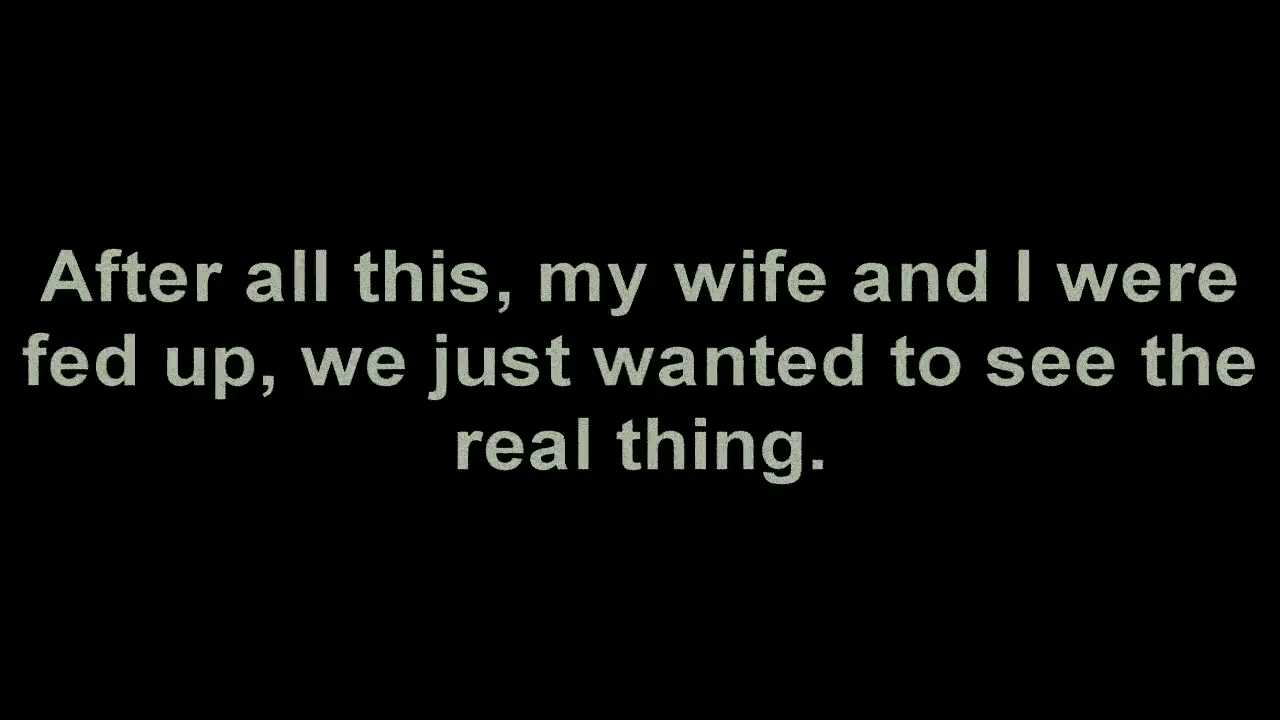 After all this, my wife and I were
fed up, we just wanted to see the
real thing.